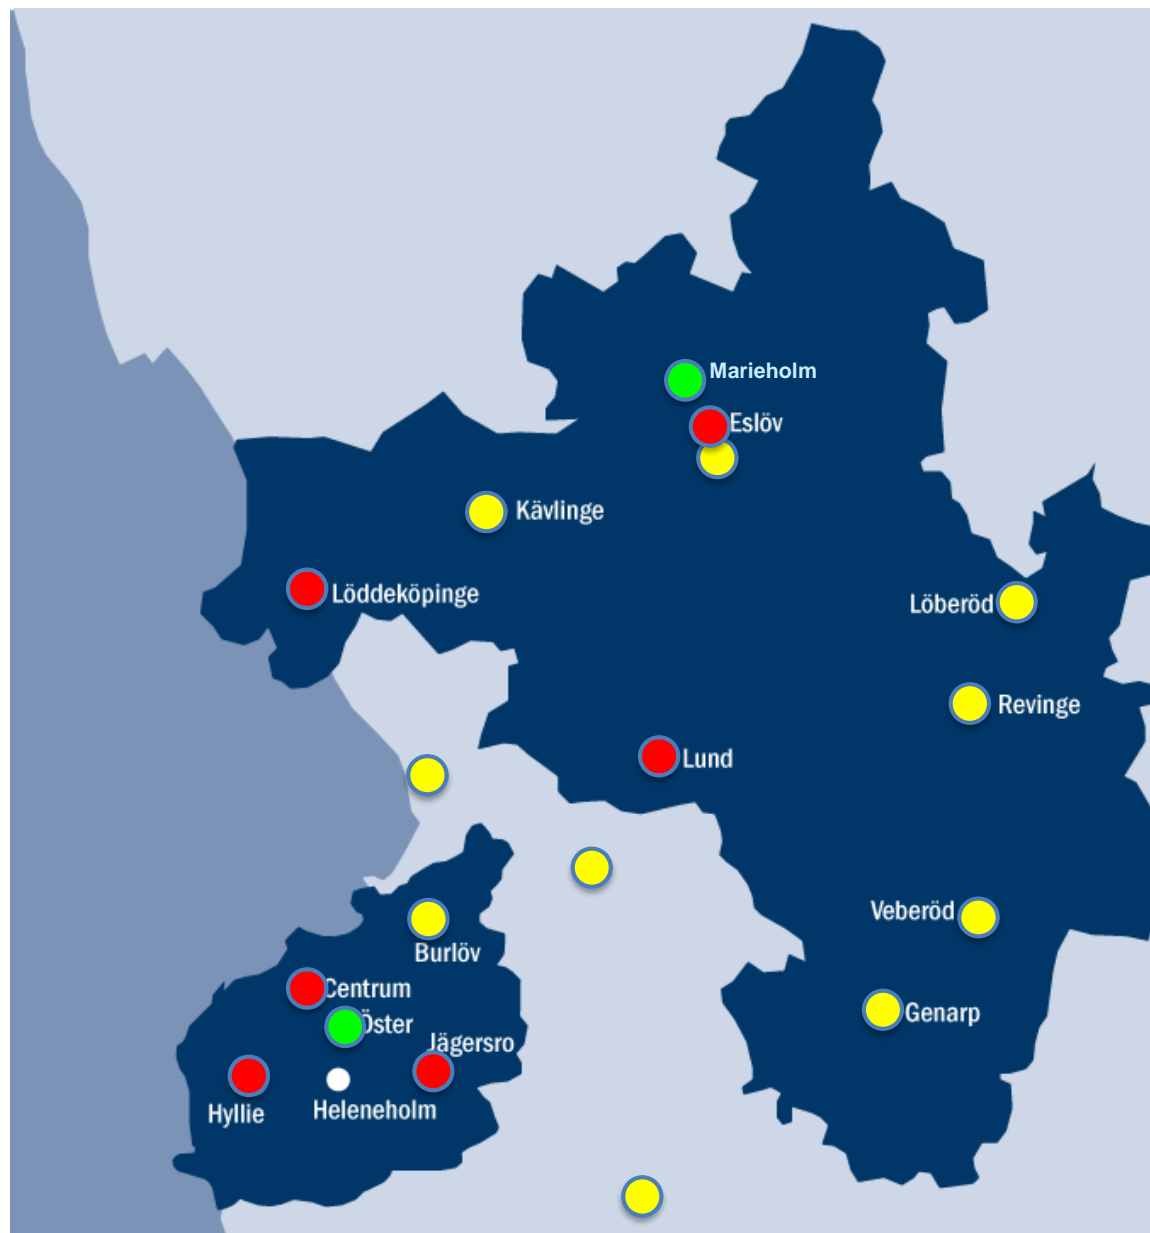 Marieholm
Eslöv
Kävlinge
Löddeköpinge
Löberöd
Revinge
Lund
Veberöd
Burlöv
Centrum
Genarp
Öster
Jägersro
Hyllie
Heleneholm